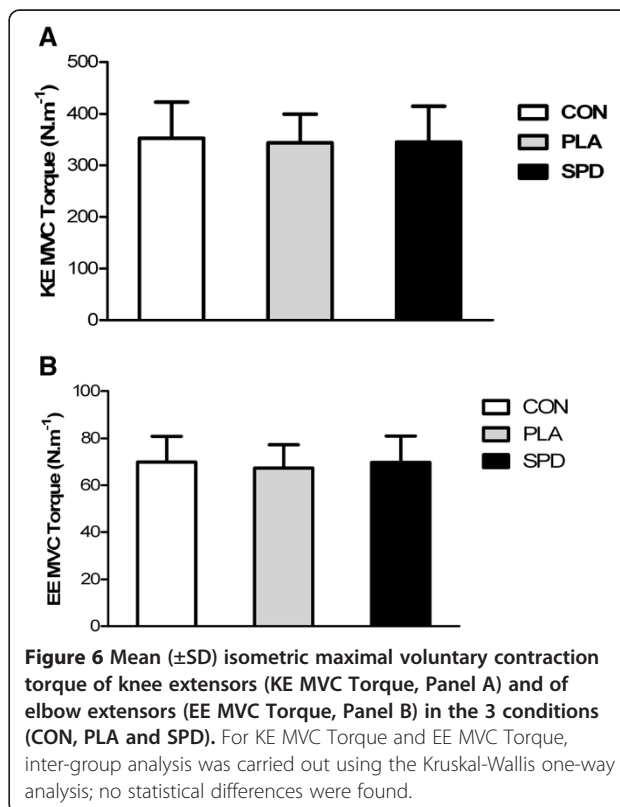 A
500
400
300
200
100
0
KE MVC Torque (N.m⁻¹)
CON
PLA
SPD
B
100
80
60
40
20
0
EE MVC Torque (N.m⁻¹)
CON
PLA
SPD
Figure 6 Mean (±SD) isometric maximal voluntary contraction
torque of knee extensors (KE MVC Torque, Panel A) and of
elbow extensors (EE MVC Torque, Panel B) in the 3 conditions
(CON, PLA and SPD). For KE MVC Torque and EE MVC Torque,
inter-group analysis was carried out using the Kruskal-Wallis one-way
analysis; no statistical differences were found.